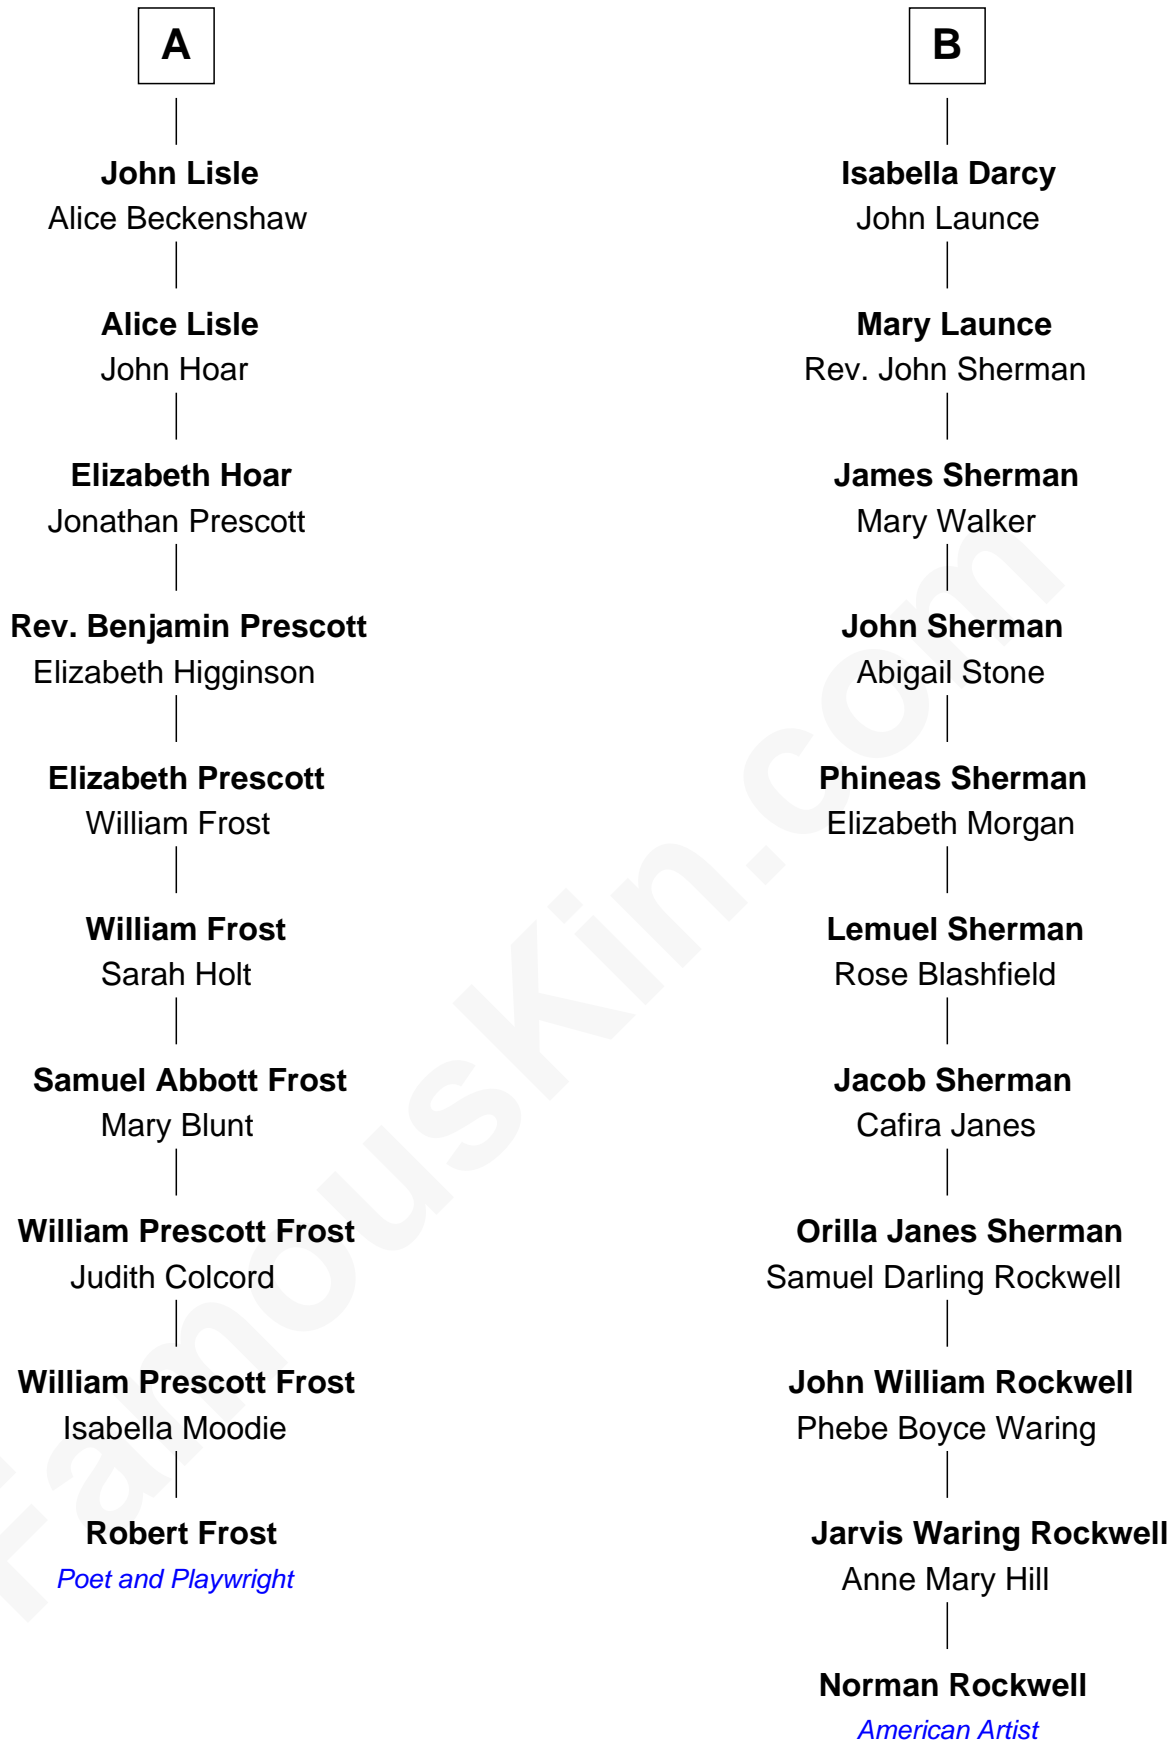 A
John Lisle
Alice Beckenshaw
Alice Lisle
John Hoar
Elizabeth Hoar
Jonathan Prescott
Rev. Benjamin Prescott
Elizabeth Higginson
Elizabeth Prescott
William Frost
William Frost
Sarah Holt
Samuel Abbott Frost
Mary Blunt
William Prescott Frost
Judith Colcord
William Prescott Frost
Isabella Moodie
Robert Frost
Poet and Playwright
B
Isabella Darcy
John Launce
Mary Launce
Rev. John Sherman
James Sherman
Mary Walker
John Sherman
Abigail Stone
Phineas Sherman
Elizabeth Morgan
Lemuel Sherman
Rose Blashfield
Jacob Sherman
Cafira Janes
Orilla Janes Sherman
Samuel Darling Rockwell
John William Rockwell
Phebe Boyce Waring
Jarvis Waring Rockwell
Anne Mary Hill
Norman Rockwell
American Artist
FamousKin.com